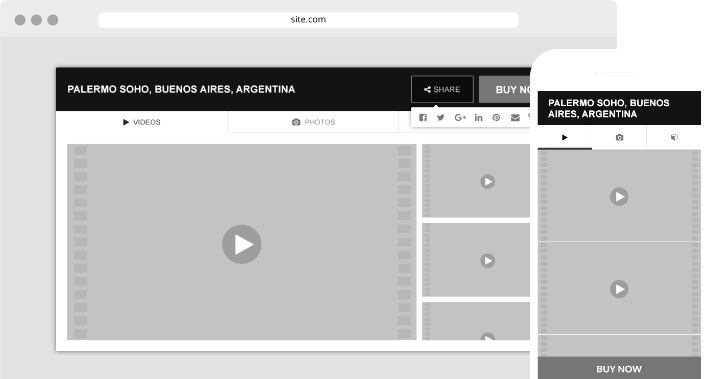 site.com
PALERMO SOHO, BUENOS AIRES, ARGENTINA
SHARE
BUY NO
VIDEOS
PHOTOS
PALERMO SOHO, BUENOS
AIRES, ARGENTINA
BUY NOW